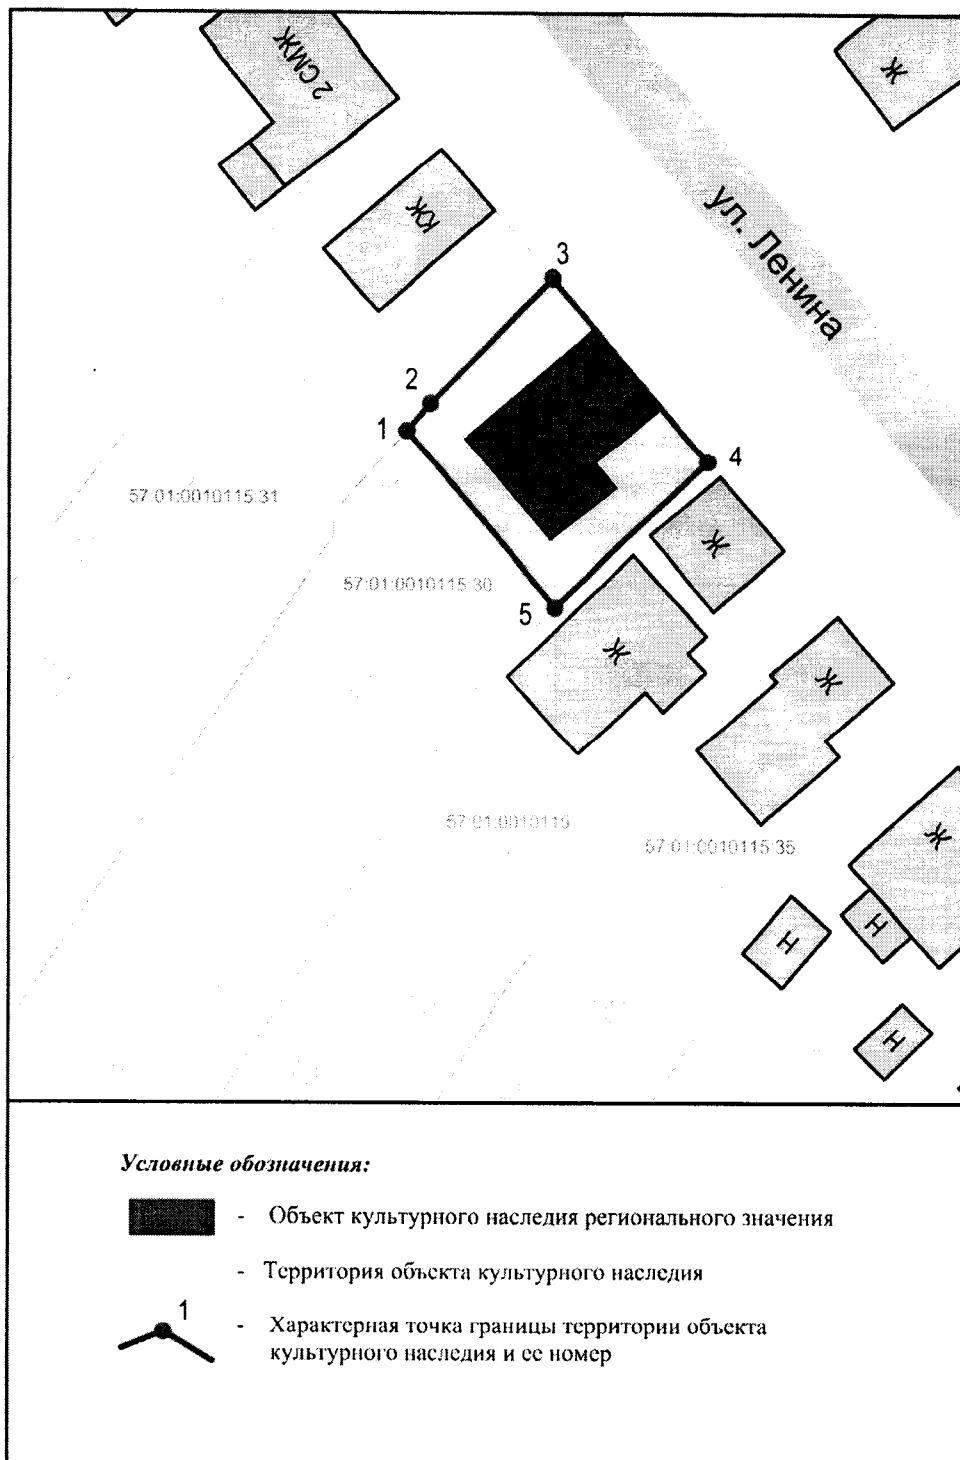 2 СМЖ
Ж
КЖ
ул. Ленина
3
2
1
4
57:01:0010115:31
Ж
57:01:0010115:30
5
Ж
Ж
57:01:0010115
57:01:0010115:35
Ж
Н
Н
Н
Условные обозначения:
- Объект культурного наследия регионального значения
- Территория объекта культурного наследия
1
- Характерная точка границы территории объекта
культурного наследия и ее номер